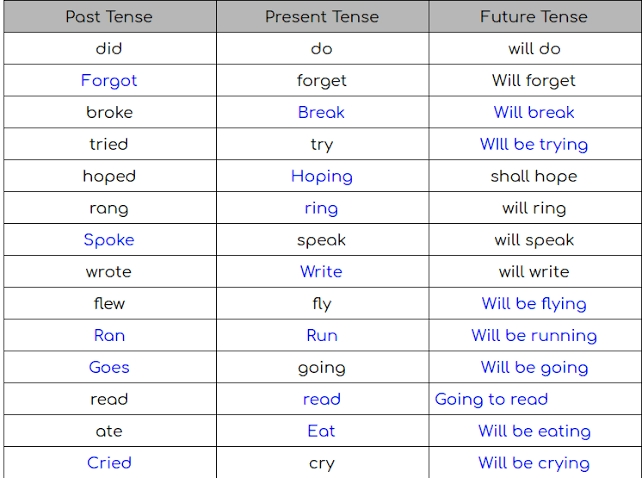 Past Tense Present Tense Future Tense
did do will do
Forgot forget Will forget
broke Break Will break
tried try WIll be trying
hoped Hoping shall hope
rang ring will ring
Spoke speak will speak
wrote Write will write
flew fly Will be flying
Ran Run Will be running
Goes going Will be going
read read Going to read
ate Eat Will be eating
Cried cry Will be crying